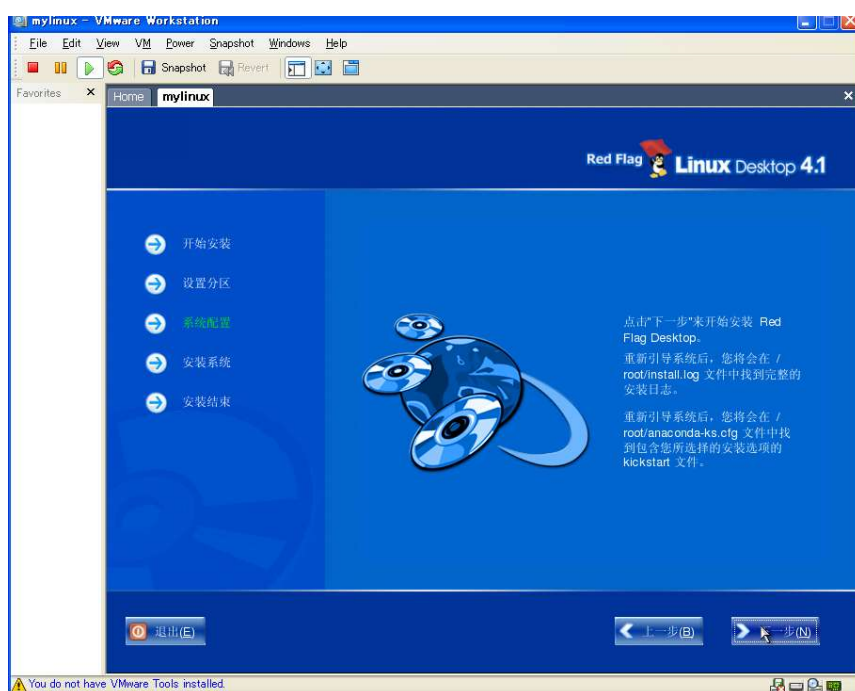 mylinux - VMware Workstation
File Edit View VM Power Snapshot Windows Help
Snapshot Revert
Favorites × Home mylinux ×
Red Flag Linux Desktop 4.1
开始安装
设置分区
系统配置
安装系统
安装结束
点击"下一步"来开始安装 Red
Flag Desktop。
重新引导系统后，您将会在 /
root/install.log 文件中找到完整的
安装日志。
重新引导系统后，您将会在 /
root/anaconda-ks.cfg 文件中找
到包含您所选择的安装选项的
kickstart 文件。
退出(E)
上一步(B)
下一步(N)
You do not have VMware Tools installed.